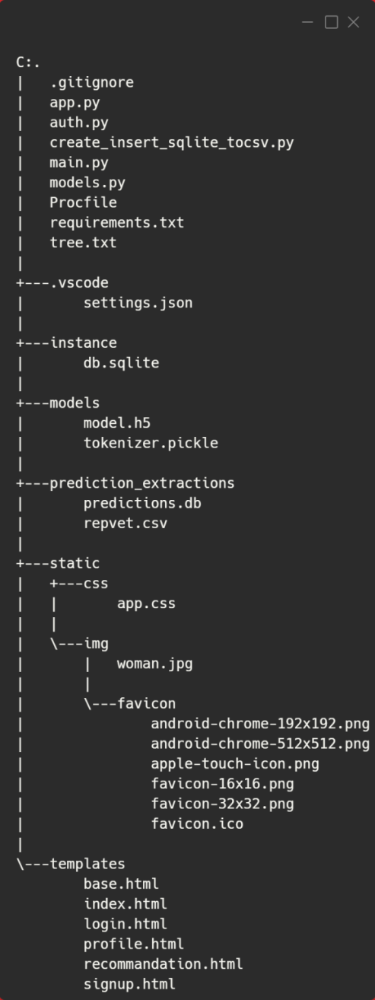 C:.
|   .gitignore
|   app.py
|   auth.py
|   create_insert_sqlite_tocsv.py
|   main.py
|   models.py
|   Procfile
|   requirements.txt
|   tree.txt
|
+---.vscode
|       settings.json
|
+---instance
|       db.sqlite
|
+---models
|       model.h5
|       tokenizer.pickle
|
+---prediction_extractions
|       predictions.db
|       repvet.csv
|
+---static
|   +---css
|   |       app.css
|   |
|   \---img
|       |   woman.jpg
|       |
|       \---favicon
|               android-chrome-192x192.png
|               android-chrome-512x512.png
|               apple-touch-icon.png
|               favicon-16x16.png
|               favicon-32x32.png
|               favicon.ico
|
\---templates
        base.html
        index.html
        login.html
        profile.html
        recommandation.html
        signup.html